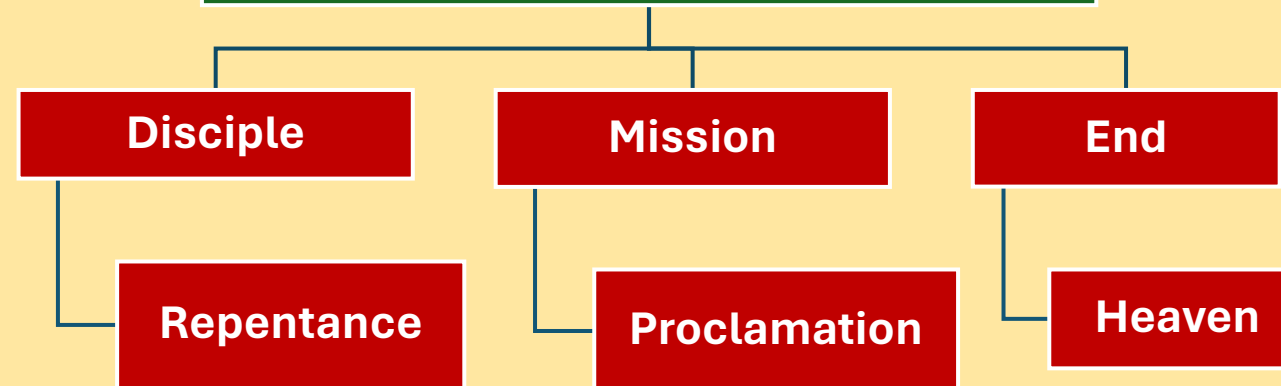 Disciple
Mission
End
Repentance
Proclamation
Heaven